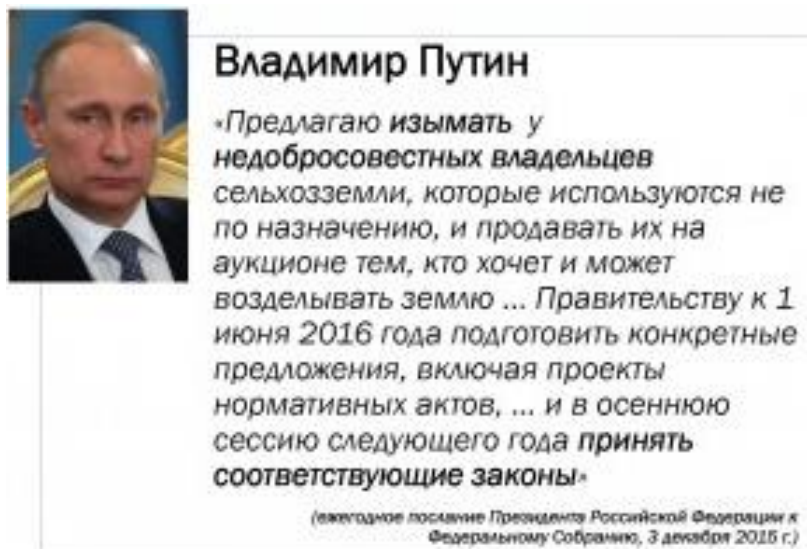 Владимир Путин
«Предлагаю изымать у
недобросовестных владельцев
сельхозземли, которые используются не
по назначению, и продавать их на
аукционе тем, кто хочет и может
возделывать землю ... Правительству к 1
июня 2016 года подготовить конкретные
предложения, включая проекты
нормативных актов, ... и в осеннюю
сессию следующего года принять
соответствующие законы»
(ежегодное послание Президента Российской Федерации к
Федеральному Собранию, 3 декабря 2015 г.)